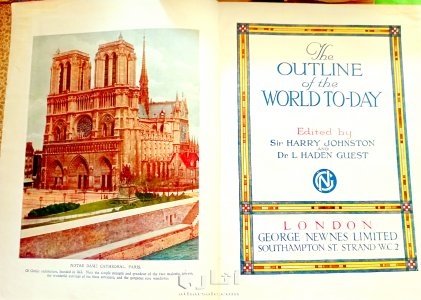 NOTRE DAME CATHEDRAL, PARIS.
The
OUTLINE
of the
WORLD TO-DAY
Edited by
Sir HARRY JOHNSTON
AND
Dr L. HADEN GUEST
LONDON
GEORGE NEWNES LIMITED
SOUTHAMPTON ST. STRAND W.C.2